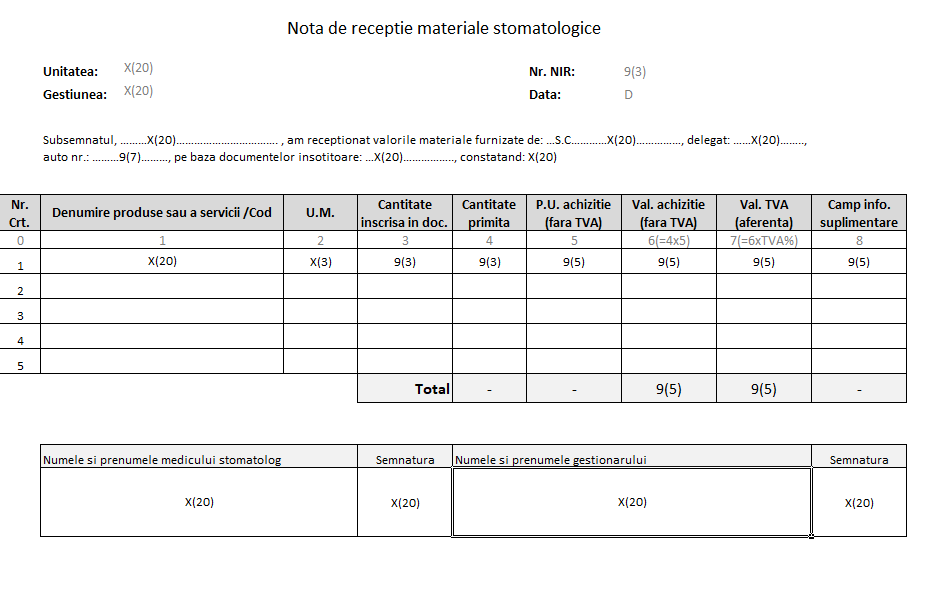 Nota de receptie materiale stomatologice
Unitatea: X(20) Nr. NIR: 9(3)
Gestiunea: X(20) Data: D
Subsemnatul, .........X(20).................................. , am receptionat valorile materiale furnizate de: ...S.C............X(20)..............., delegat: ......X(20)........,
auto nr.: .........9(7)........., pe baza documentelor insotitoare: ...X(20)................., constatand: X(20)
Nr. Crt. Denumire produse sau a servicii /Cod U.M. Cantitate inscrisa in doc. Cantitate primita P.U. achizitie (fara TVA) Val. achizitie (fara TVA) Val. TVA (aferenta) Camp info. suplimentare
0 1 2 3 4 5 6(=4x5) 7(=6xTVA%) 8
1 X(20) X(3) 9(3) 9(3) 9(5) 9(5) 9(5) 9(5)
2
3
4
5
Total - - 9(5) 9(5) -
Numele si prenumele medicului stomatolog Semnatura Numele si prenumele gestionarului Semnatura
X(20) X(20) X(20) X(20)